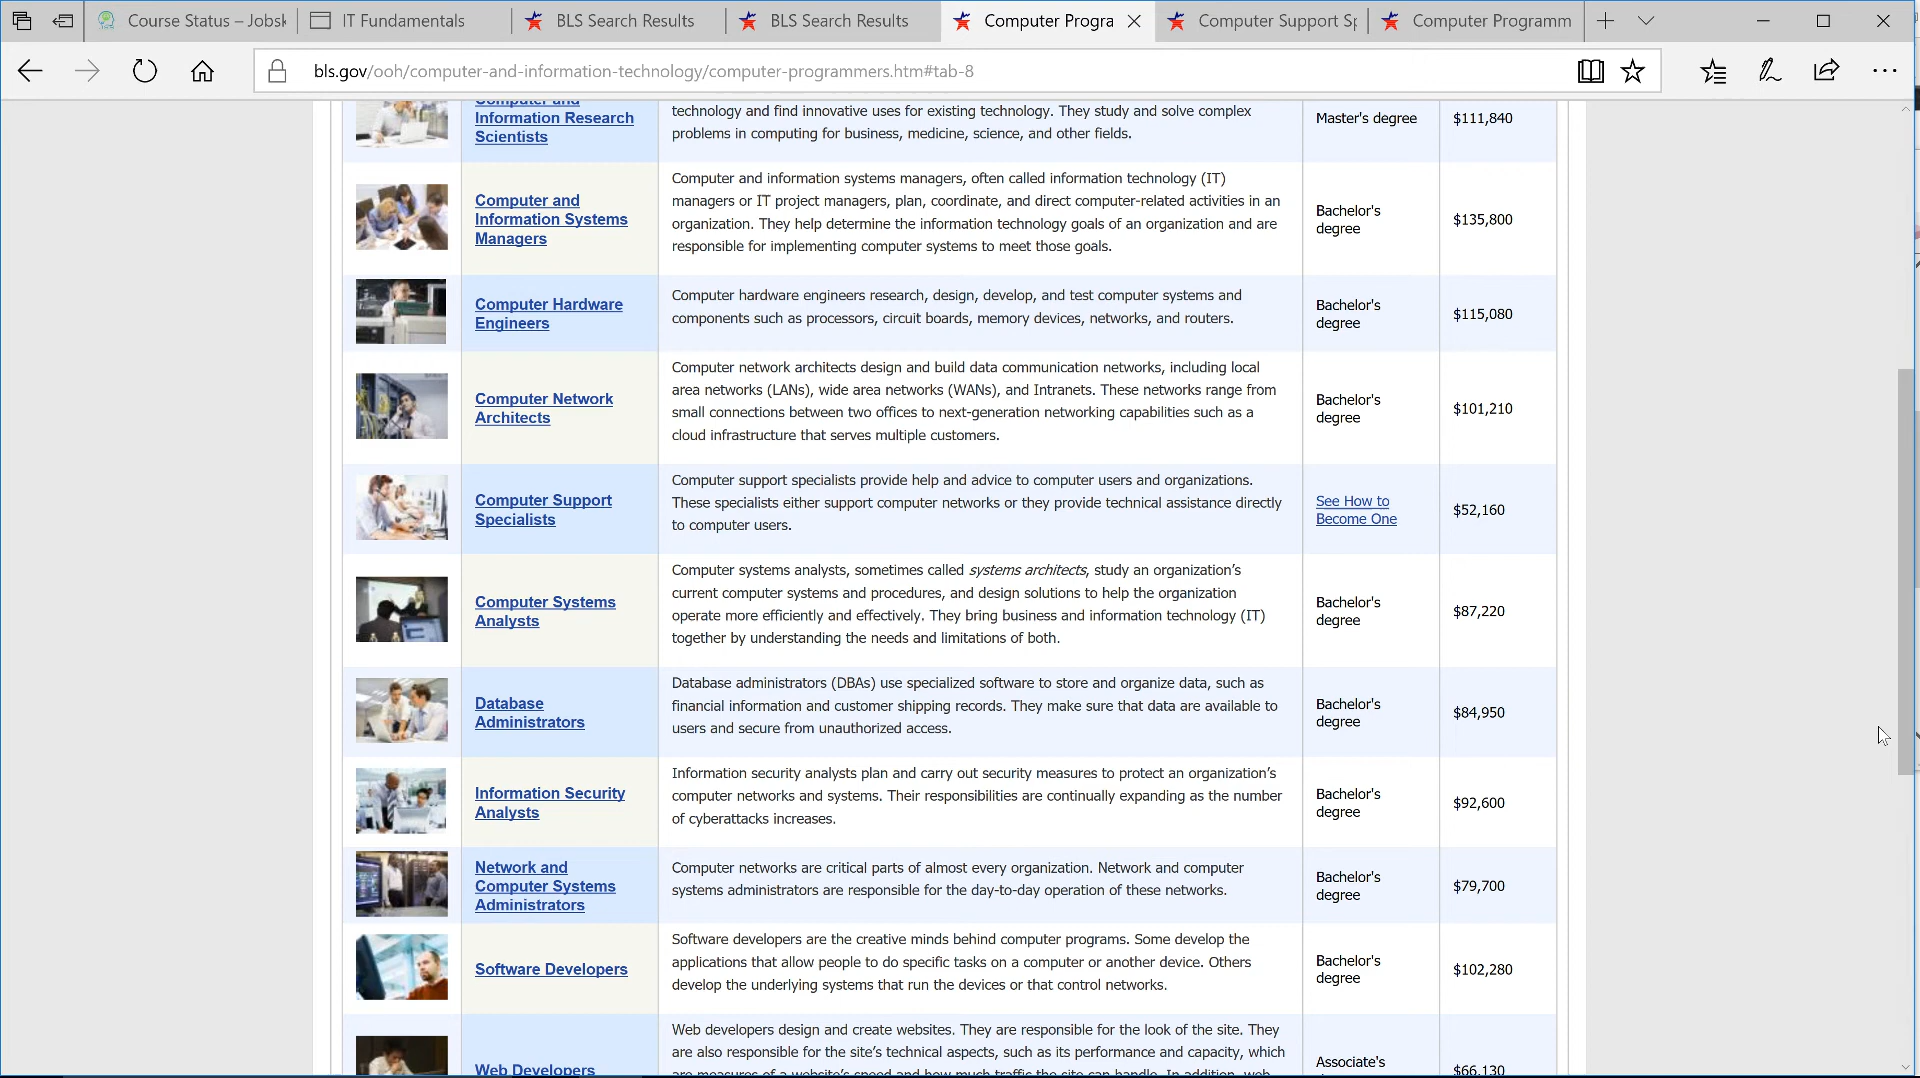 Course Status – Jobsk
IT Fundamentals
BLS Search Results
BLS Search Results
Computer Progra
Computer Support Sp
Computer Programm
bls.gov/ooh/computer-and-information-technology/computer-programmers.htm#tab-8
Computer and
Information Research
Scientists
technology and find innovative uses for existing technology. They study and solve complex
problems in computing for business, medicine, science, and other fields.
Master's degree
$111,840
Computer and
Information Systems
Managers
Computer and information systems managers, often called information technology (IT)
managers or IT project managers, plan, coordinate, and direct computer-related activities in an
organization. They help determine the information technology goals of an organization and are
responsible for implementing computer systems to meet those goals.
Bachelor's
degree
$135,800
Computer Hardware
Engineers
Computer hardware engineers research, design, develop, and test computer systems and
components such as processors, circuit boards, memory devices, networks, and routers.
Bachelor's
degree
$115,080
Computer Network
Architects
Computer network architects design and build data communication networks, including local
area networks (LANs), wide area networks (WANs), and Intranets. These networks range from
small connections between two offices to next-generation networking capabilities such as a
cloud infrastructure that serves multiple customers.
Bachelor's
degree
$101,210
Computer Support
Specialists
Computer support specialists provide help and advice to computer users and organizations.
These specialists either support computer networks or they provide technical assistance directly
to computer users.
See How to
Become One
$52,160
Computer Systems
Analysts
Computer systems analysts, sometimes called systems architects, study an organization’s
current computer systems and procedures, and design solutions to help the organization
operate more efficiently and effectively. They bring business and information technology (IT)
together by understanding the needs and limitations of both.
Bachelor's
degree
$87,220
Database
Administrators
Database administrators (DBAs) use specialized software to store and organize data, such as
financial information and customer shipping records. They make sure that data are available to
users and secure from unauthorized access.
Bachelor's
degree
$84,950
Information Security
Analysts
Information security analysts plan and carry out security measures to protect an organization’s
computer networks and systems. Their responsibilities are continually expanding as the number
of cyberattacks increases.
Bachelor's
degree
$92,600
Network and
Computer Systems
Administrators
Computer networks are critical parts of almost every organization. Network and computer
systems administrators are responsible for the day-to-day operation of these networks.
Bachelor's
degree
$79,700
Software Developers
Software developers are the creative minds behind computer programs. Some develop the
applications that allow people to do specific tasks on a computer or another device. Others
develop the underlying systems that run the devices or that control networks.
Bachelor's
degree
$102,280
Web Developers
Web developers design and create websites. They are responsible for the look of the site. They
are also responsible for the site’s technical aspects, such as its performance and capacity, which
are measures of a website’s speed and how much traffic the site can handle. In addition, web
Associate's
$66,130